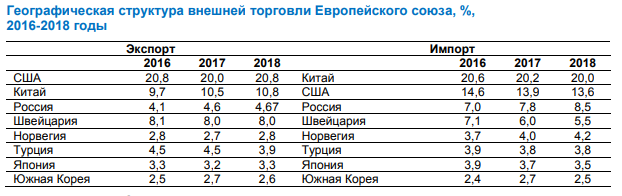 Географическая структура внешней торговли Европейского союза, %,
2016-2018 годы
Экспорт Импорт
2016 2017 2018 2016 2017 2018
США 20,8 20,0 20,8 Китай 20,6 20,2 20,0
Китай 9,7 10,5 10,8 США 14,6 13,9 13,6
Россия 4,1 4,6 4,67 Россия 7,0 7,8 8,5
Швейцария 8,1 8,0 8,0 Швейцария 7,1 6,0 5,5
Норвегия 2,8 2,7 2,8 Норвегия 3,7 4,0 4,2
Турция 4,5 4,5 3,9 Турция 3,9 3,8 3,8
Япония 3,3 3,2 3,3 Япония 3,9 3,7 3,5
Южная Корея 2,5 2,7 2,6 Южная Корея 2,4 2,7 2,5